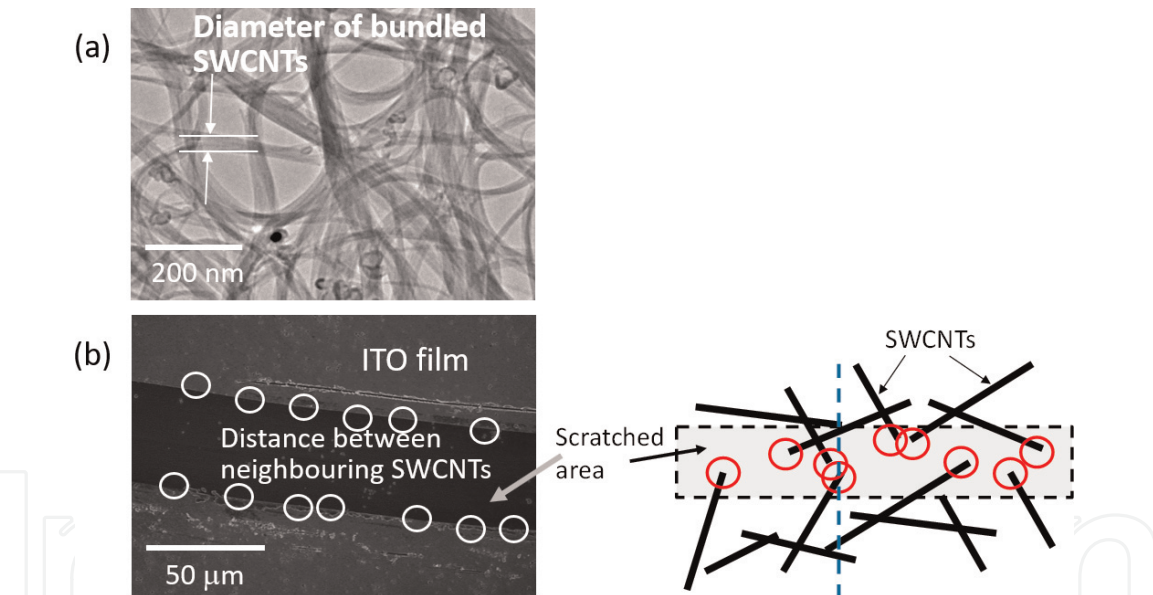 (a)
Diameter of bundled
SWCNTs
200 nm
(b)
ITO film
Distance between
neighbouring SWCNTs
50 μm
SWCNTs
Scratched
area